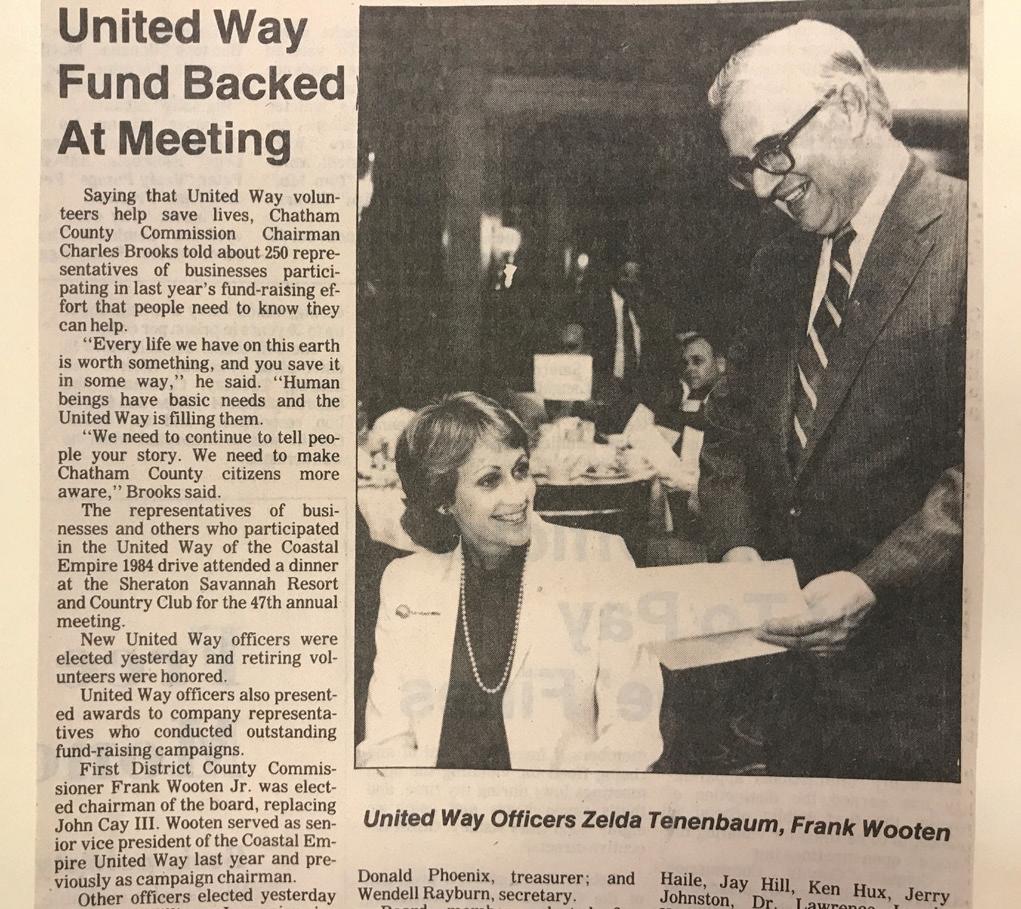 United Way
Fund Backed
At Meeting
Saying that United Way volun-
teers help save lives, Chatham
County Commission Chairman
Charles Brooks told about 250 repre-
sentatives of businesses partici-
pating in last year's fund-raising ef-
fort that people need to know they
can help.
"Every life we have on this earth
is worth something, and you save it
in some way," he said. "Human
beings have basic needs and the
United Way is filling them.
"We need to continue to tell peo-
ple your story. We need to make
Chatham County citizens more
aware," Brooks said.
The representatives of busi-
nesses and others who participated
in the United Way of the Coastal
Empire 1984 drive attended a dinner
at the Sheraton Savannah Resort
and Country Club for the 47th annual
meeting.
New United Way officers were
elected yesterday and retiring vol-
unteers were honored.
United Way officers also present-
ed awards to company representa-
tives who conducted outstanding
fund-raising campaigns.
First District County Commis-
sioner Frank Wooten Jr. was elect-
ed chairman of the board, replacing
John Cay III. Wooten served as sen-
ior vice president of the Coastal Em-
pire United Way last year and pre-
viously as campaign chairman.
Other officers elected yesterday
United Way Officers Zelda Tenenbaum, Frank Wooten
Donald Phoenix, treasurer; and
Wendell Rayburn, secretary.
Haile, Jay Hill, Ken Hux, Jerry
Johnston, Dr. Lawrence